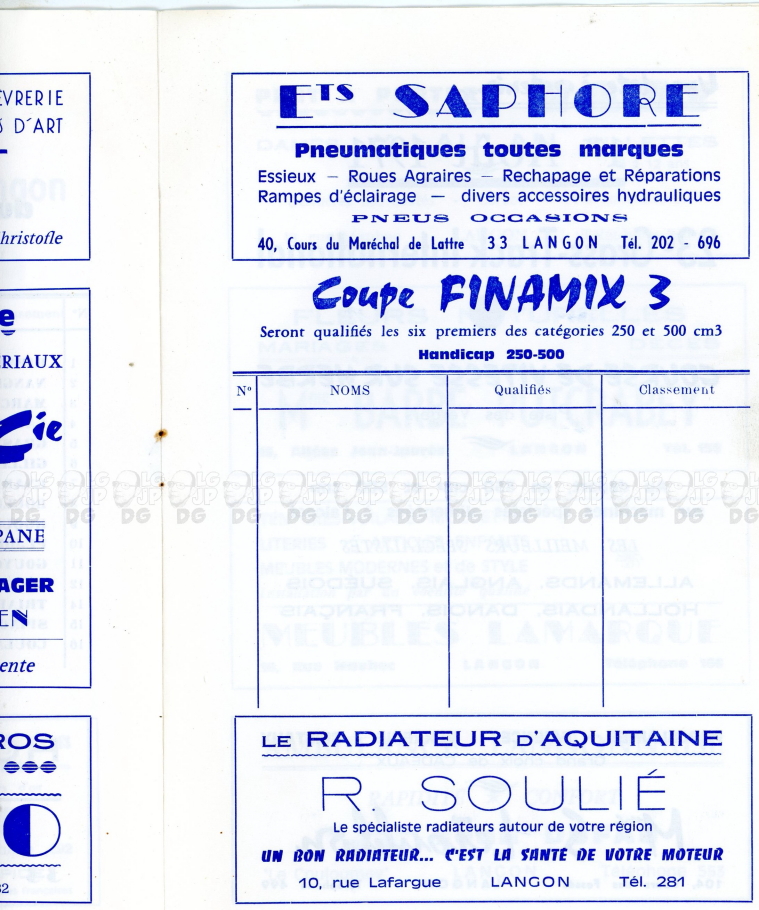 EVRERIE
S D'ART
hristofle
e
ERIAUX
Cie
PANE
AGER
EN
ente
ROS
32
ETS SAPHORE
Pneumatiques toutes marques
Essieux — Roues Agraires — Rechapage et Réparations
Rampes d'éclairage — divers accessoires hydrauliques
PNEUS OCCASIONS
40, Cours du Maréchal de Lattre 33 LANGON Tél. 202 - 696
Coupe FINAMIX 3
Seront qualifiés les six premiers des catégories 250 et 500 cm3
Handicap 250-500
N° NOMS Qualifiés Classement
LE RADIATEUR D'AQUITAINE
R. SOULIÉ
Le spécialiste radiateurs autour de votre région
UN BON RADIATEUR... C'EST LA SANTÉ DE VOTRE MOTEUR
10, rue Lafargue LANGON Tél. 281